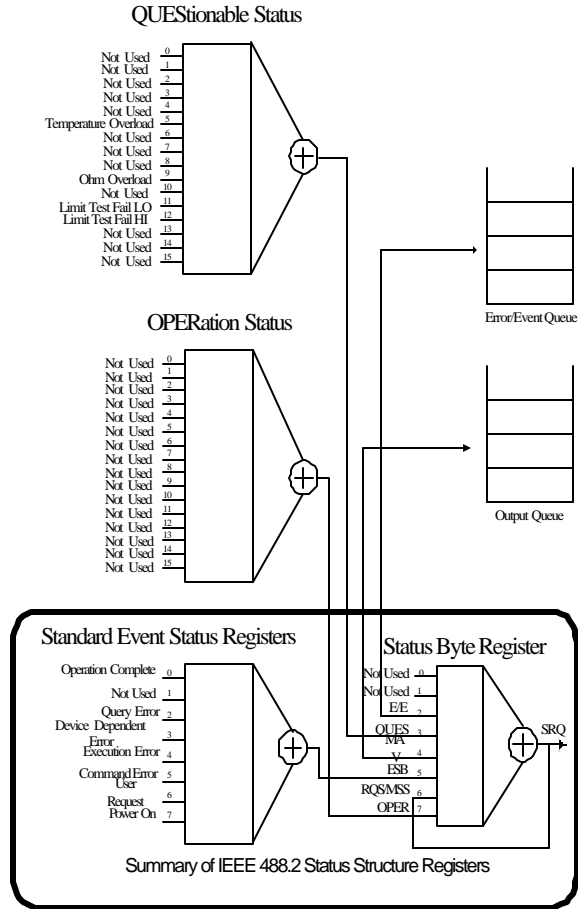 QUEStionable Status
Not Used 0
Not Used 1
Not Used 2
Not Used 3
Not Used 4
Temperature Overload 5
Not Used 6
Not Used 7
Not Used 8
Ohm Overload 9
Not Used 10
Limit Test Fail LO 11
Limit Test Fail HI 12
Not Used 13
Not Used 14
Not Used 15
Error/Event Queue
OPERation Status
Not Used 0
Not Used 1
Not Used 2
Not Used 3
Not Used 4
Not Used 5
Not Used 6
Not Used 7
Not Used 8
Not Used 9
Not Used 10
Not Used 11
Not Used 12
Not Used 13
Not Used 14
Not Used 15
Output Queue
Standard Event Status Registers
Operation Complete 0
Not Used 1
Query Error 2
Device Dependent
Error 3
Execution Error 4
Command Error 5
User
Request 6
Power On 7
Status Byte Register
Not Used 0
Not Used 1
E/E 2
QUES 3
MA
V 4
ESB 5
RQS/MSS 6
OPER 7
SRQ
Summary of IEEE 488.2 Status Structure Registers